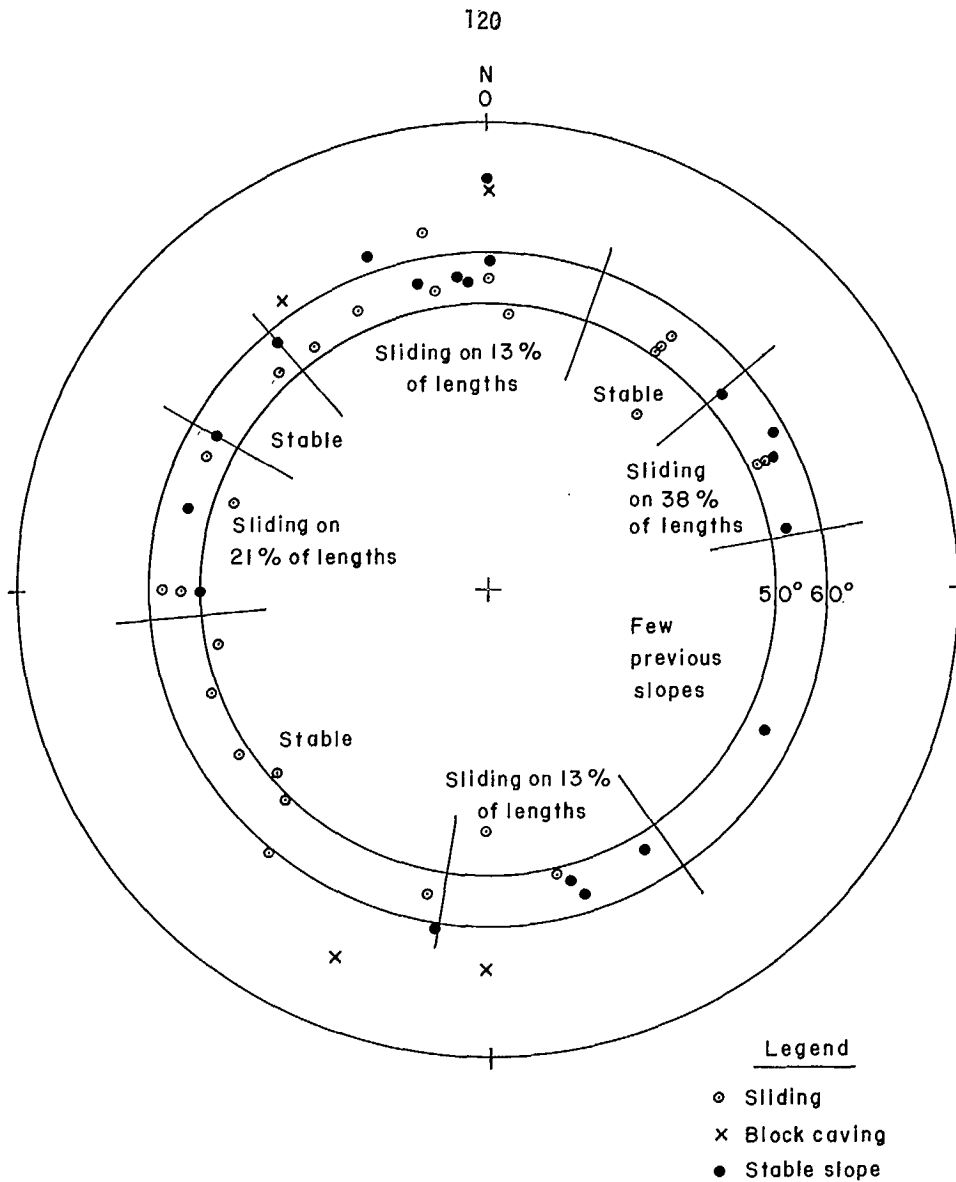 120
N
0
Sliding on 13%
of lengths
Stable
Stable
Sliding
on 38%
of lengths
Sliding on
21% of lengths
50° 60°
Few
previous
slopes
Stable
Sliding on 13%
of lengths
Legend
Sliding
Block caving
Stable slope